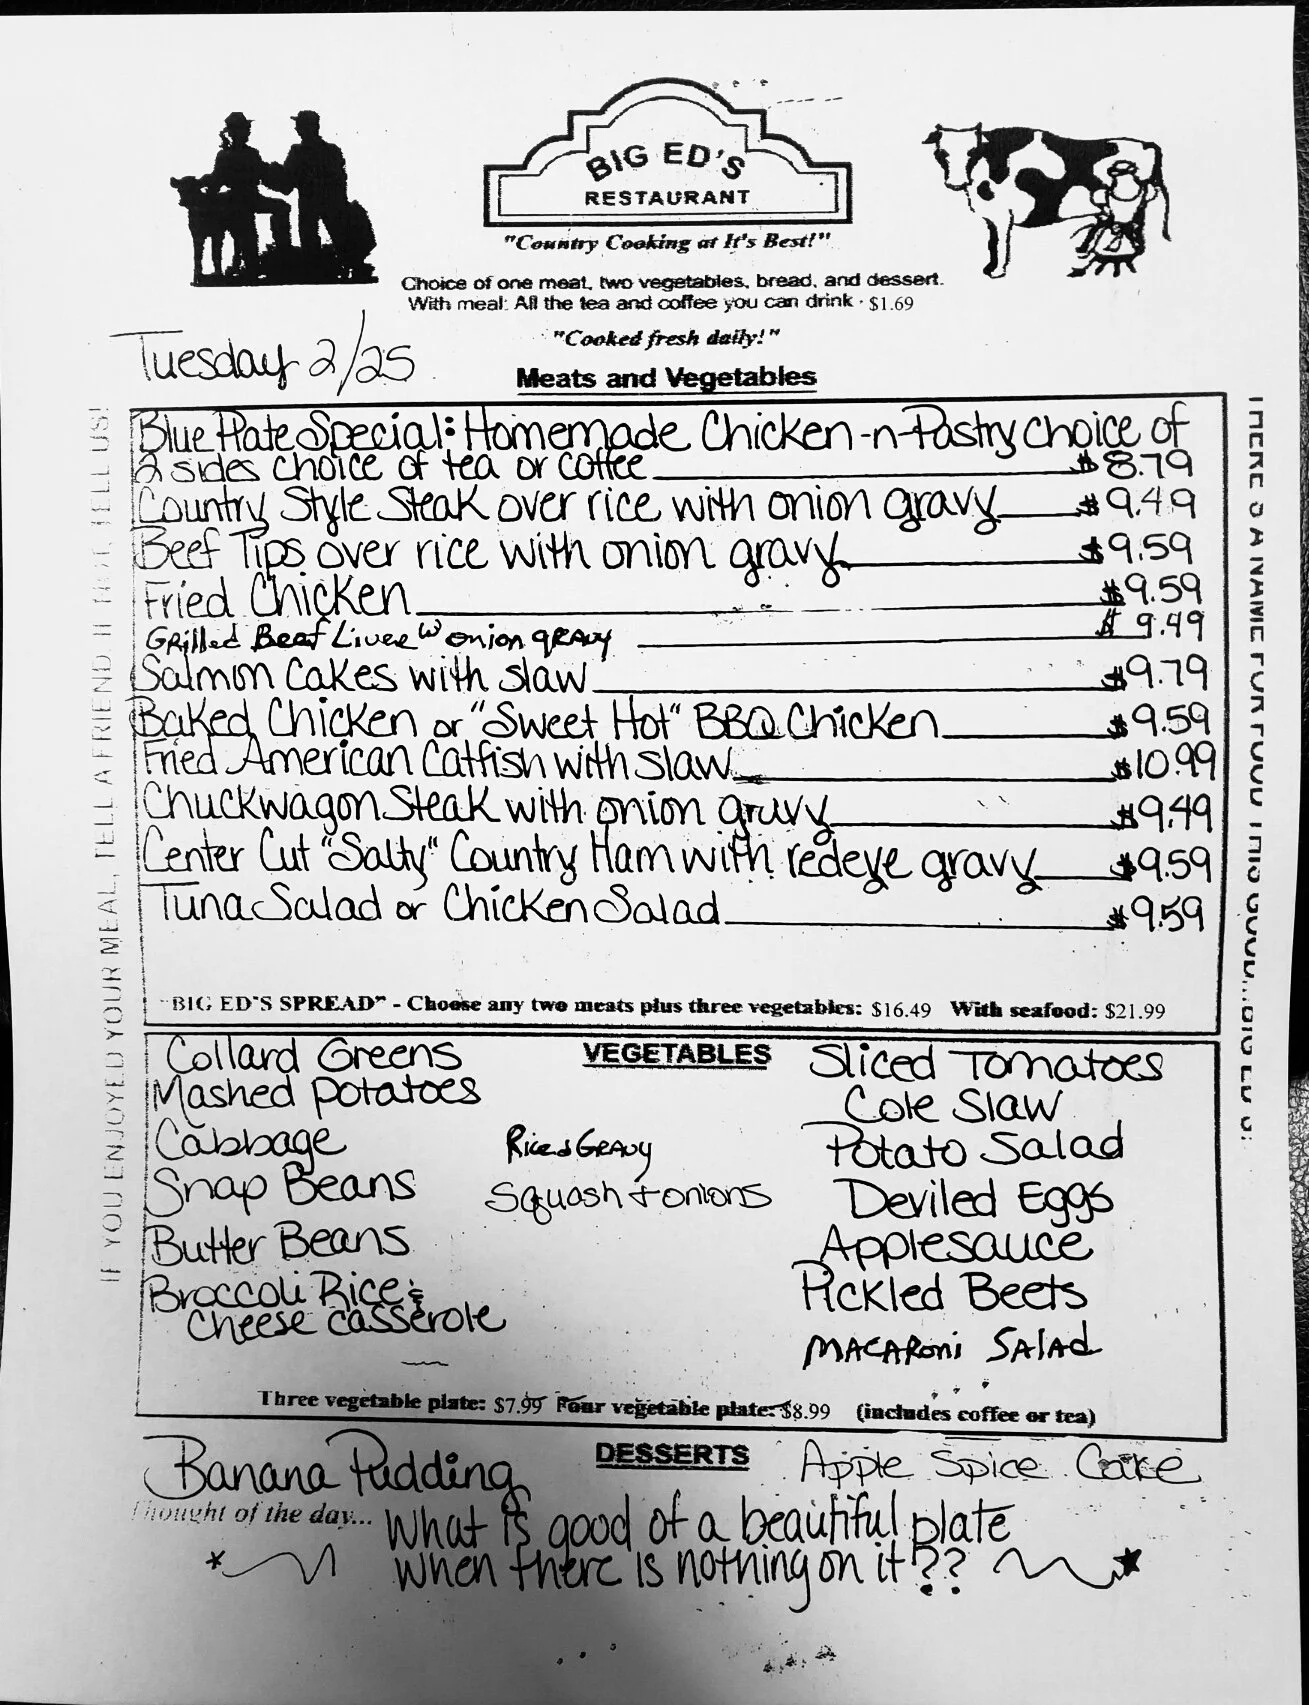 BIG ED'S
RESTAURANT
"Country Cooking at It's Best!"
Choice of one meat, two vegetables, bread, and dessert.
With meal: All the tea and coffee you can drink - $1.69
"Cooked fresh daily!"
Tuesday 2/25
Meats and Vegetables
Blue Plate Special: Homemade Chicken-n-Pastry choice of
2 sides choice of tea or coffee $8.79
Country Style Steak over rice with onion gravy $9.49
Beef Tips over rice with onion gravy $9.59
Fried Chicken $9.59
Grilled Beef Liver w/ onion gravy $9.49
Salmon Cakes with slaw $9.79
Baked Chicken or "Sweet Hot" BBQ Chicken $9.59
Fried American Catfish with slaw $10.99
Chuckwagon Steak with onion gravy $9.49
Center Cut "Salty" Country Ham with redeye gravy $9.59
Tuna Salad or Chicken Salad $9.59
"BIG ED'S SPREAD" - Choose any two meats plus three vegetables: $16.49 With seafood: $21.99
VEGETABLES
Collard Greens
Mashed potatoes
Cabbage
Snap Beans
Butter Beans
Broccoli Rice &
cheese casserole
Rice & Gravy
Squash + onions
Sliced Tomatoes
Cole Slaw
Potato Salad
Deviled Eggs
Applesauce
Pickled Beets
Macaroni Salad
Three vegetable plate: $7.99 Four vegetable plate: $8.99 (includes coffee or tea)
DESSERTS
Banana Pudding
Apple Spice Cake
Thought of the day...
What is good of a beautiful plate
when there is nothing on it??
IF YOU ENJOYED YOUR MEAL, TELL A FRIEND IF NOT, TELL US!
THERE'S A NAME FOR FOOD THIS GOOD...BIG ED'S!